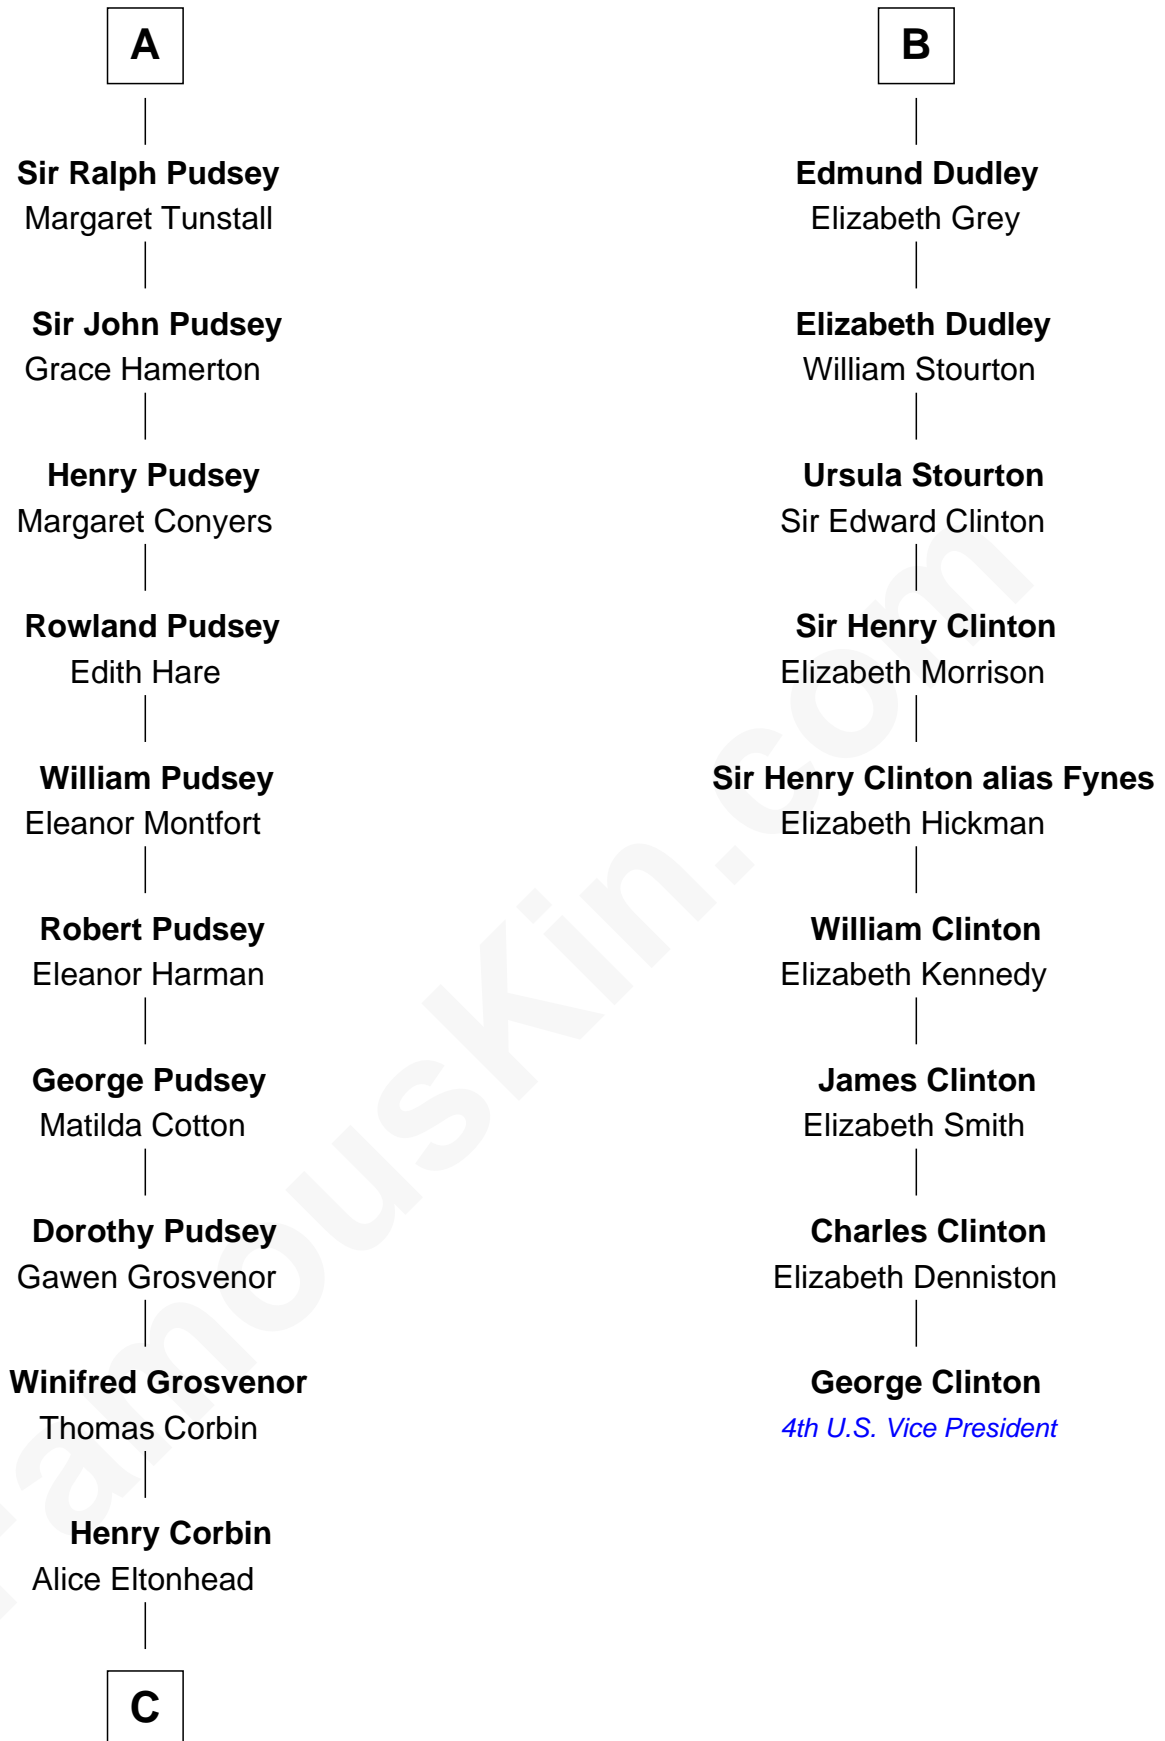 A
Sir Ralph Pudsey
Margaret Tunstall
Sir John Pudsey
Grace Hamerton
Henry Pudsey
Margaret Conyers
Rowland Pudsey
Edith Hare
William Pudsey
Eleanor Montfort
Robert Pudsey
Eleanor Harman
George Pudsey
Matilda Cotton
Dorothy Pudsey
Gawen Grosvenor
Winifred Grosvenor
Thomas Corbin
Henry Corbin
Alice Eltonhead
C
B
Edmund Dudley
Elizabeth Grey
Elizabeth Dudley
William Stourton
Ursula Stourton
Sir Edward Clinton
Sir Henry Clinton
Elizabeth Morrison
Sir Henry Clinton alias Fynes
Elizabeth Hickman
William Clinton
Elizabeth Kennedy
James Clinton
Elizabeth Smith
Charles Clinton
Elizabeth Denniston
George Clinton
4th U.S. Vice President
FamousKin.com